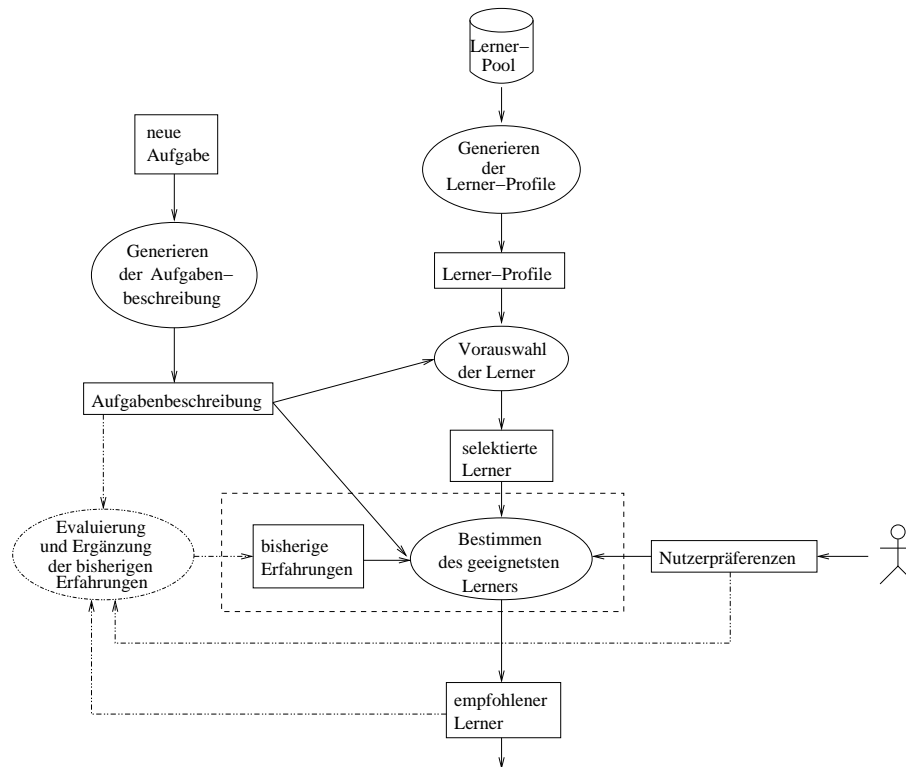 Lerner–
Pool
neue
Aufgabe
Generieren
der
Lerner–Profile
Generieren
der Aufgaben–
beschreibung
Lerner–Profile
Vorauswahl
der Lerner
Aufgabenbeschreibung
selektierte
Lerner
Evaluierung
und Ergänzung
der bisherigen
Erfahrungen
bisherige
Erfahrungen
Bestimmen
des geeignetsten
Lerners
Nutzerpräferenzen
empfohlener
Lerner